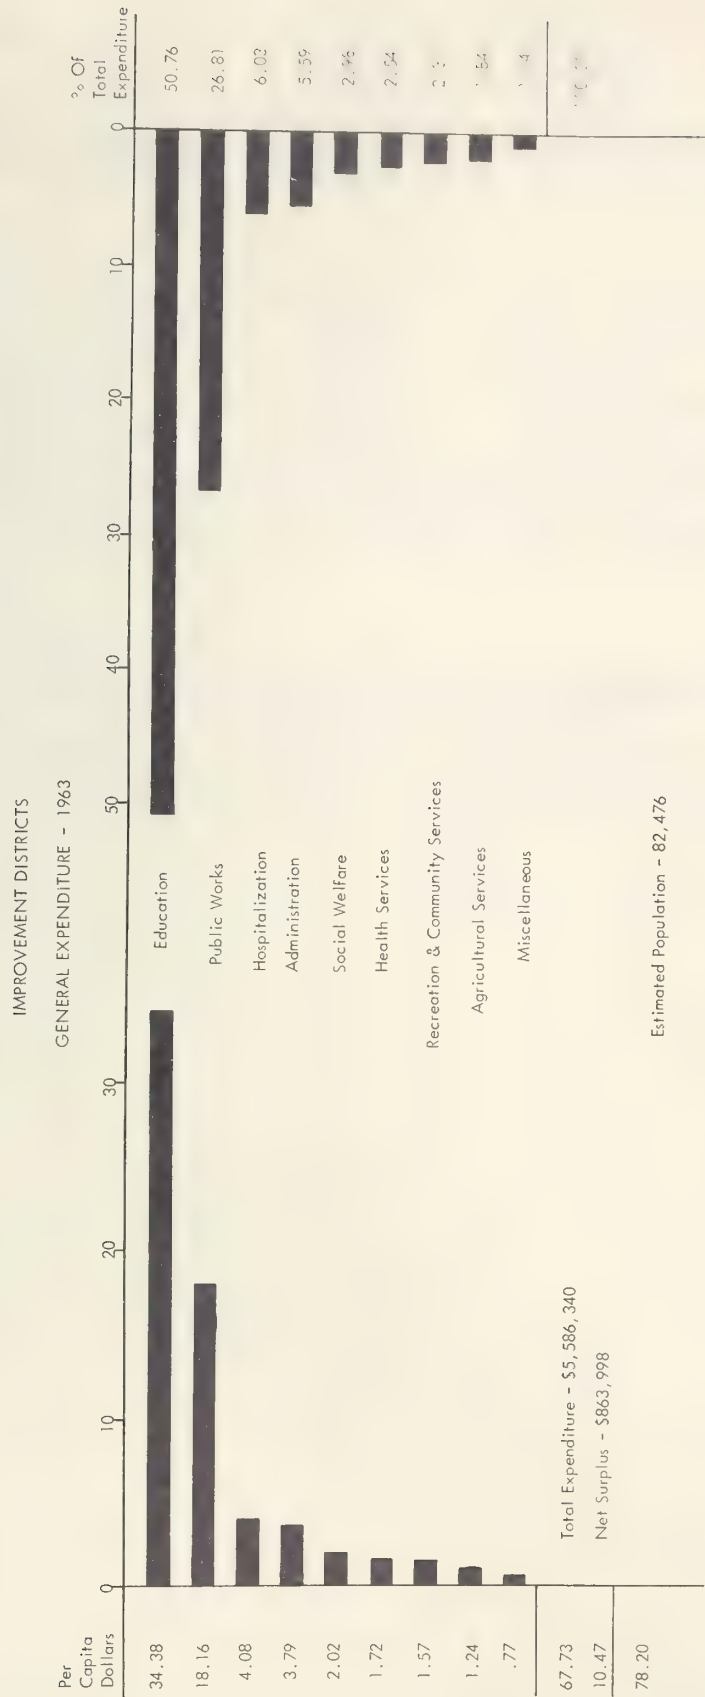 IMPROVEMENT DISTRICTS
GENERAL EXPENDITURE - 1963
Per
Capita
Dollars
0 10 20 30
50 40 30 20 10 0
% Of
Total
Expenditure
34.38 Education 50.76
18.16 Public Works 26.81
4.08 Hospitalization 6.02
3.79 Administration 5.59
2.02 Social Welfare 2.98
1.72 Health Services 2.54
1.57 Recreation & Community Services
1.24 Agricultural Services
.77 Miscellaneous
67.73 Total Expenditure - $5,586,340
10.47 Net Surplus - $863,998
78.20
Estimated Population - 82,476